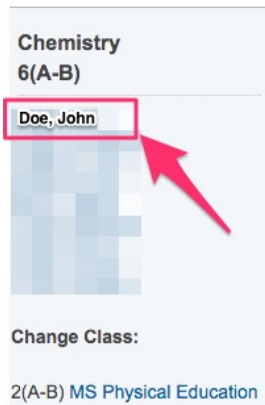 Chemistry
6(A-B)
Doe, John
Change Class:
2(A-B) MS Physical Education